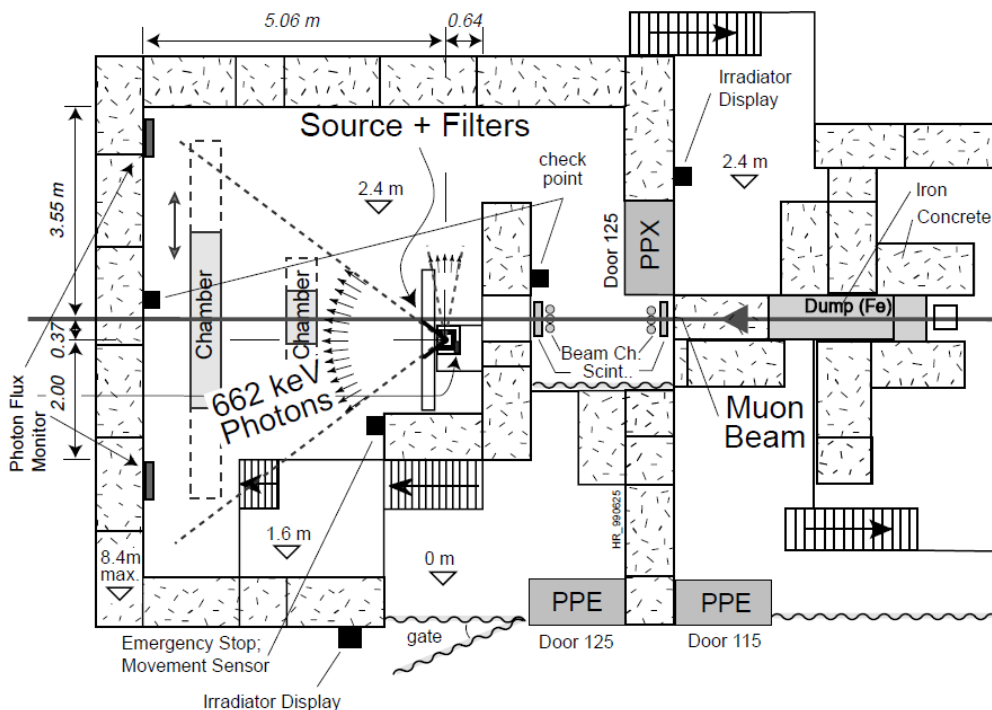 5.06 m
0.64
Irradiator
Display
Source + Filters
check
point
2.4 m
2.4 m
3.55 m
Iron
Concrete
Door 125
PPX
Chamber
Chamber
Dump (Fe)
0.37
Beam Ch.
Scint..
662 keV
Photons
2.00
Muon
Beam
Photon Flux
Monitor
HR_990625
1.6 m
0 m
8.4m
max.
PPE
PPE
Emergency Stop;
Movement Sensor
gate
Door 125
Door 115
Irradiator Display